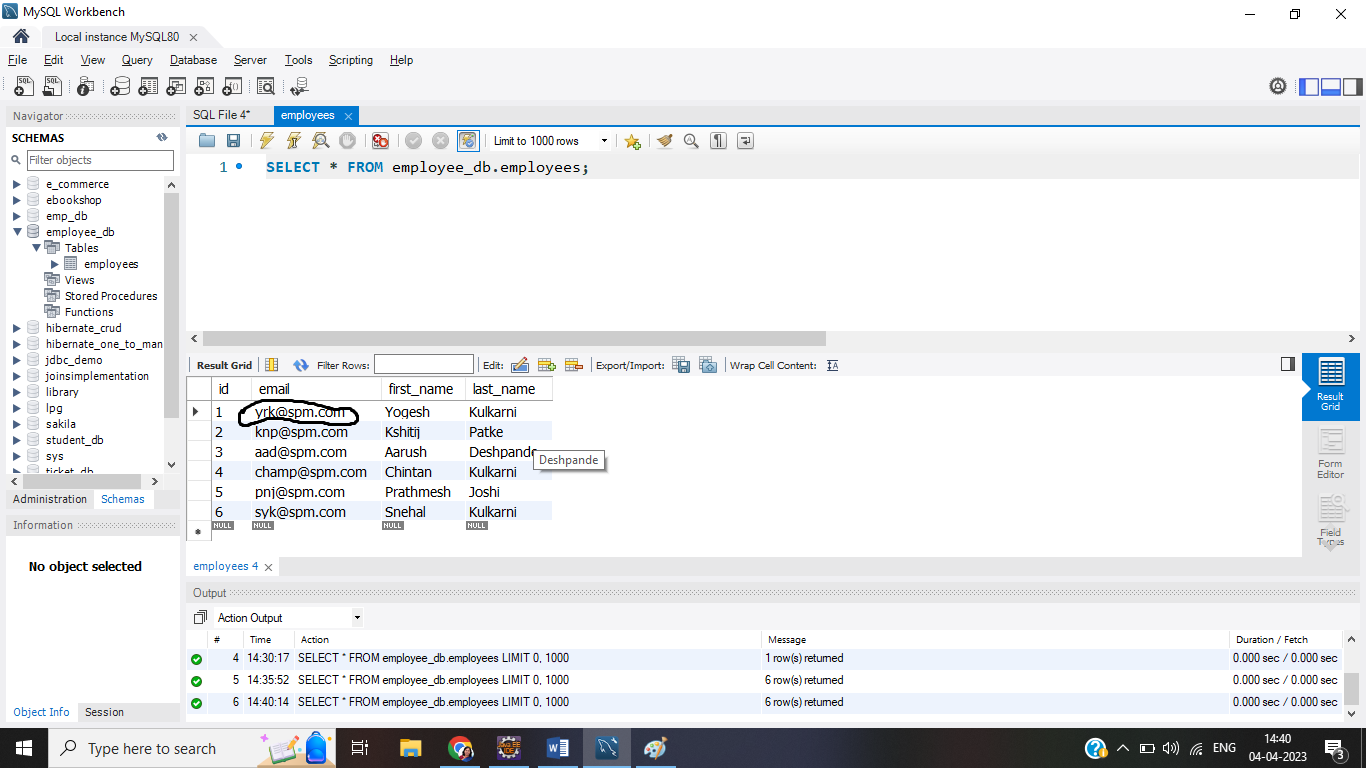 MySQL Workbench
Local instance MySQL80
File Edit View Query Database Server Tools Scripting Help
Navigator
SCHEMAS
Filter objects
e_commerce
ebookshop
emp_db
employee_db
Tables
employees
Views
Stored Procedures
Functions
hibernate_crud
hibernate_one_to_man
jdbc_demo
joinsimplementation
library
lpg
sakila
student_db
sys
ticket_db
Administration Schemas
Information
No object selected
Object Info Session
SQL File 4* employees
Limit to 1000 rows
1 SELECT * FROM employee_db.employees;
Result Grid Filter Rows: Edit: Export/Import: Wrap Cell Content:
id email first_name last_name
1 yrk@spm.com Yogesh Kulkarni
2 knp@spm.com Kshitij Patke
3 aad@spm.com Aarush Deshpande
Deshpande
4 champ@spm.com Chintan Kulkarni
5 pnj@spm.com Prathmesh Joshi
6 syk@spm.com Snehal Kulkarni
NULL NULL NULL NULL
Result
Grid
Form
Editor
Field
Types
employees 4
Output
Action Output
# Time Action Message Duration / Fetch
4 14:30:17 SELECT * FROM employee_db.employees LIMIT 0, 1000 1 row(s) returned 0.000 sec / 0.000 sec
5 14:35:52 SELECT * FROM employee_db.employees LIMIT 0, 1000 6 row(s) returned 0.000 sec / 0.000 sec
6 14:40:14 SELECT * FROM employee_db.employees LIMIT 0, 1000 6 row(s) returned 0.000 sec / 0.000 sec
Type here to search
ENG
14:40
04-04-2023
3